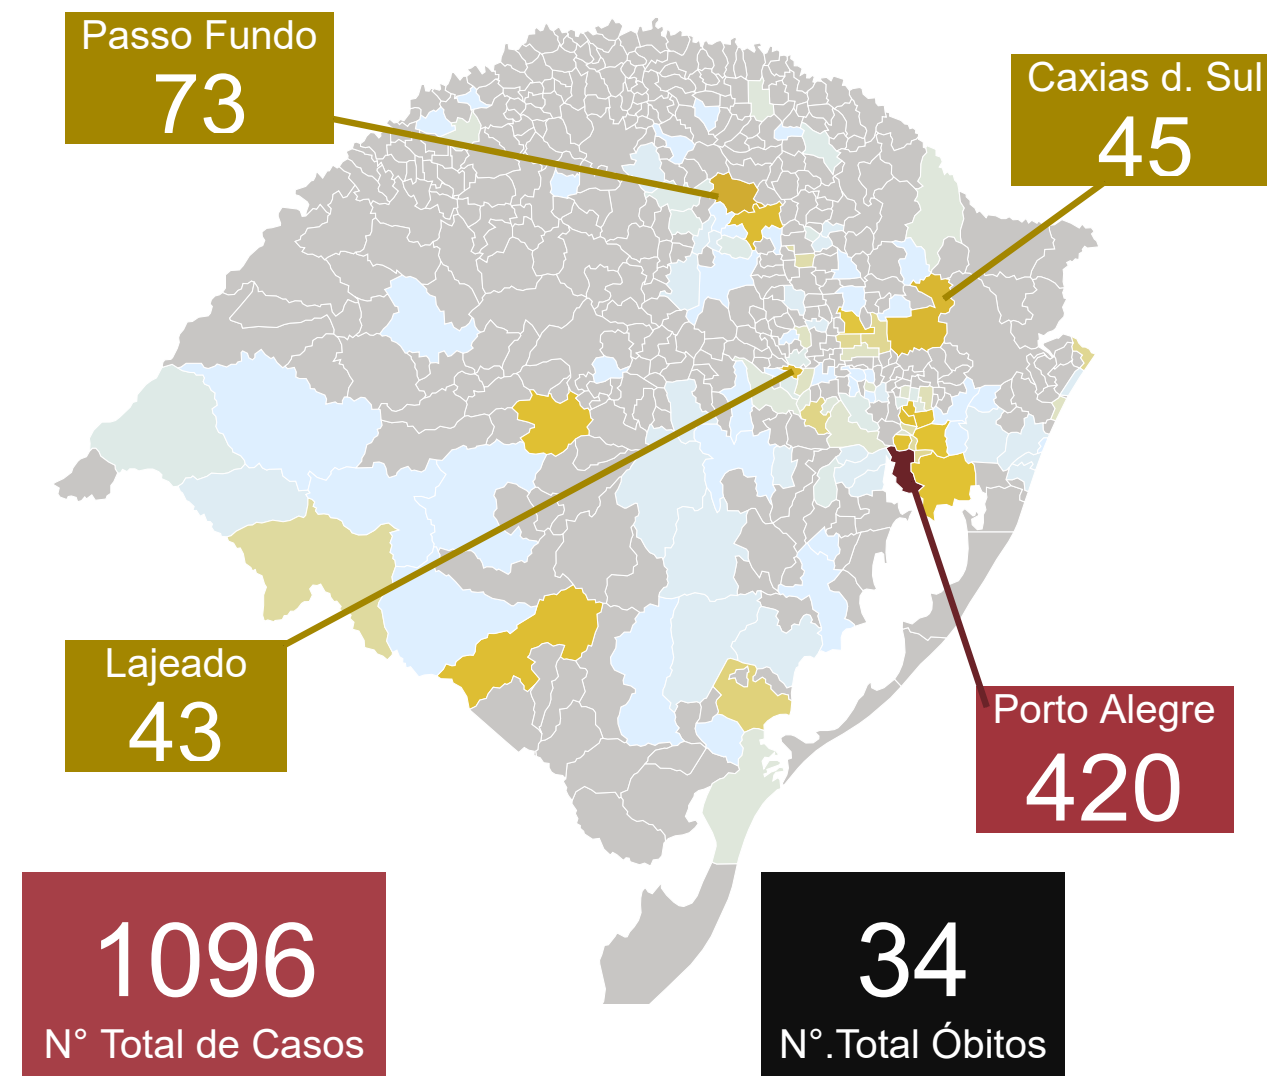 Passo Fundo
73
Caxias d. Sul
45
Lajeado
43
Porto Alegre
420
1096
N° Total de Casos
34
N°.Total Óbitos